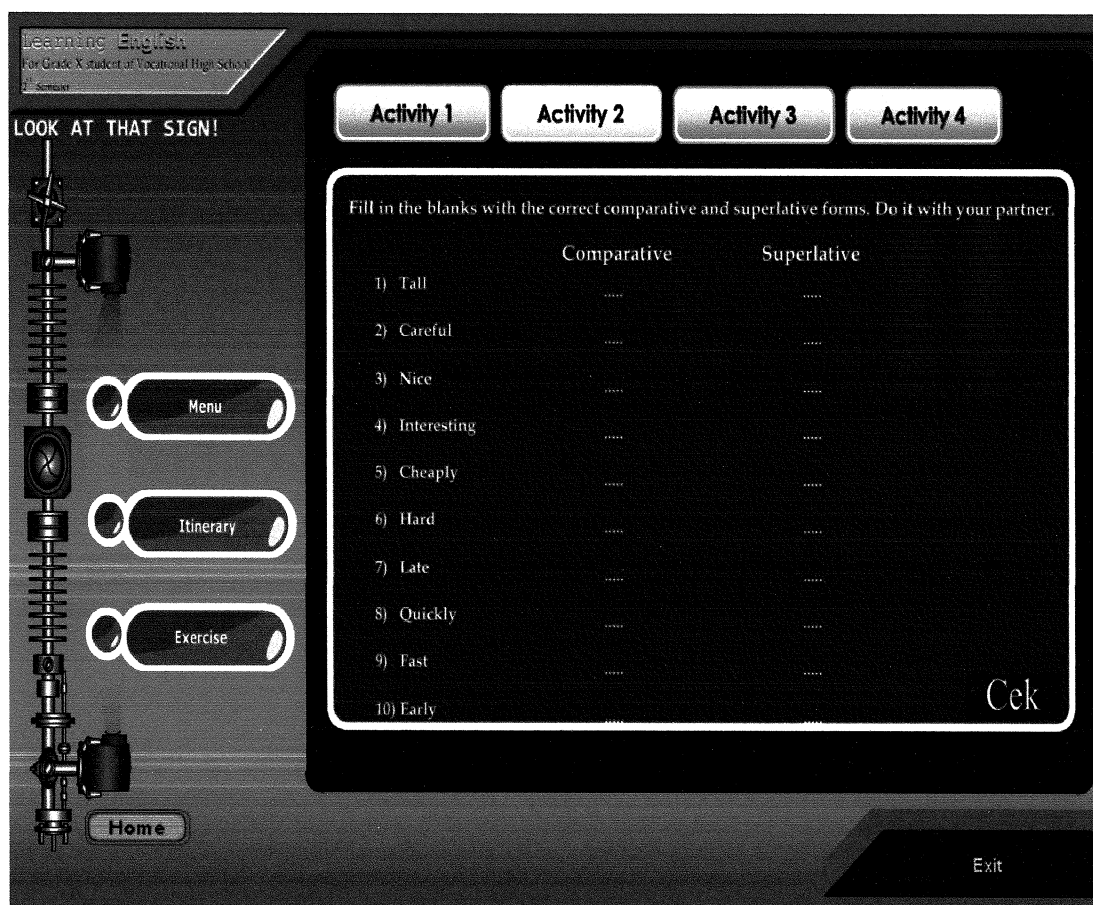 Learning English
For Grade X student of Vocational High School
1st Semester
LOOK AT THAT SIGN!
Activity 1
Activity 2
Activity 3
Activity 4
Fill in the blanks with the correct comparative and superlative forms. Do it with your partner.
Comparative Superlative
1) Tall ..... .....
2) Careful ..... .....
3) Nice ..... .....
4) Interesting ..... .....
5) Cheaply ..... .....
6) Hard ..... .....
7) Late ..... .....
8) Quickly ..... .....
9) Fast ..... .....
10) Early ..... .....
Cek
Menu
Itinerary
Exercise
Home
Exit